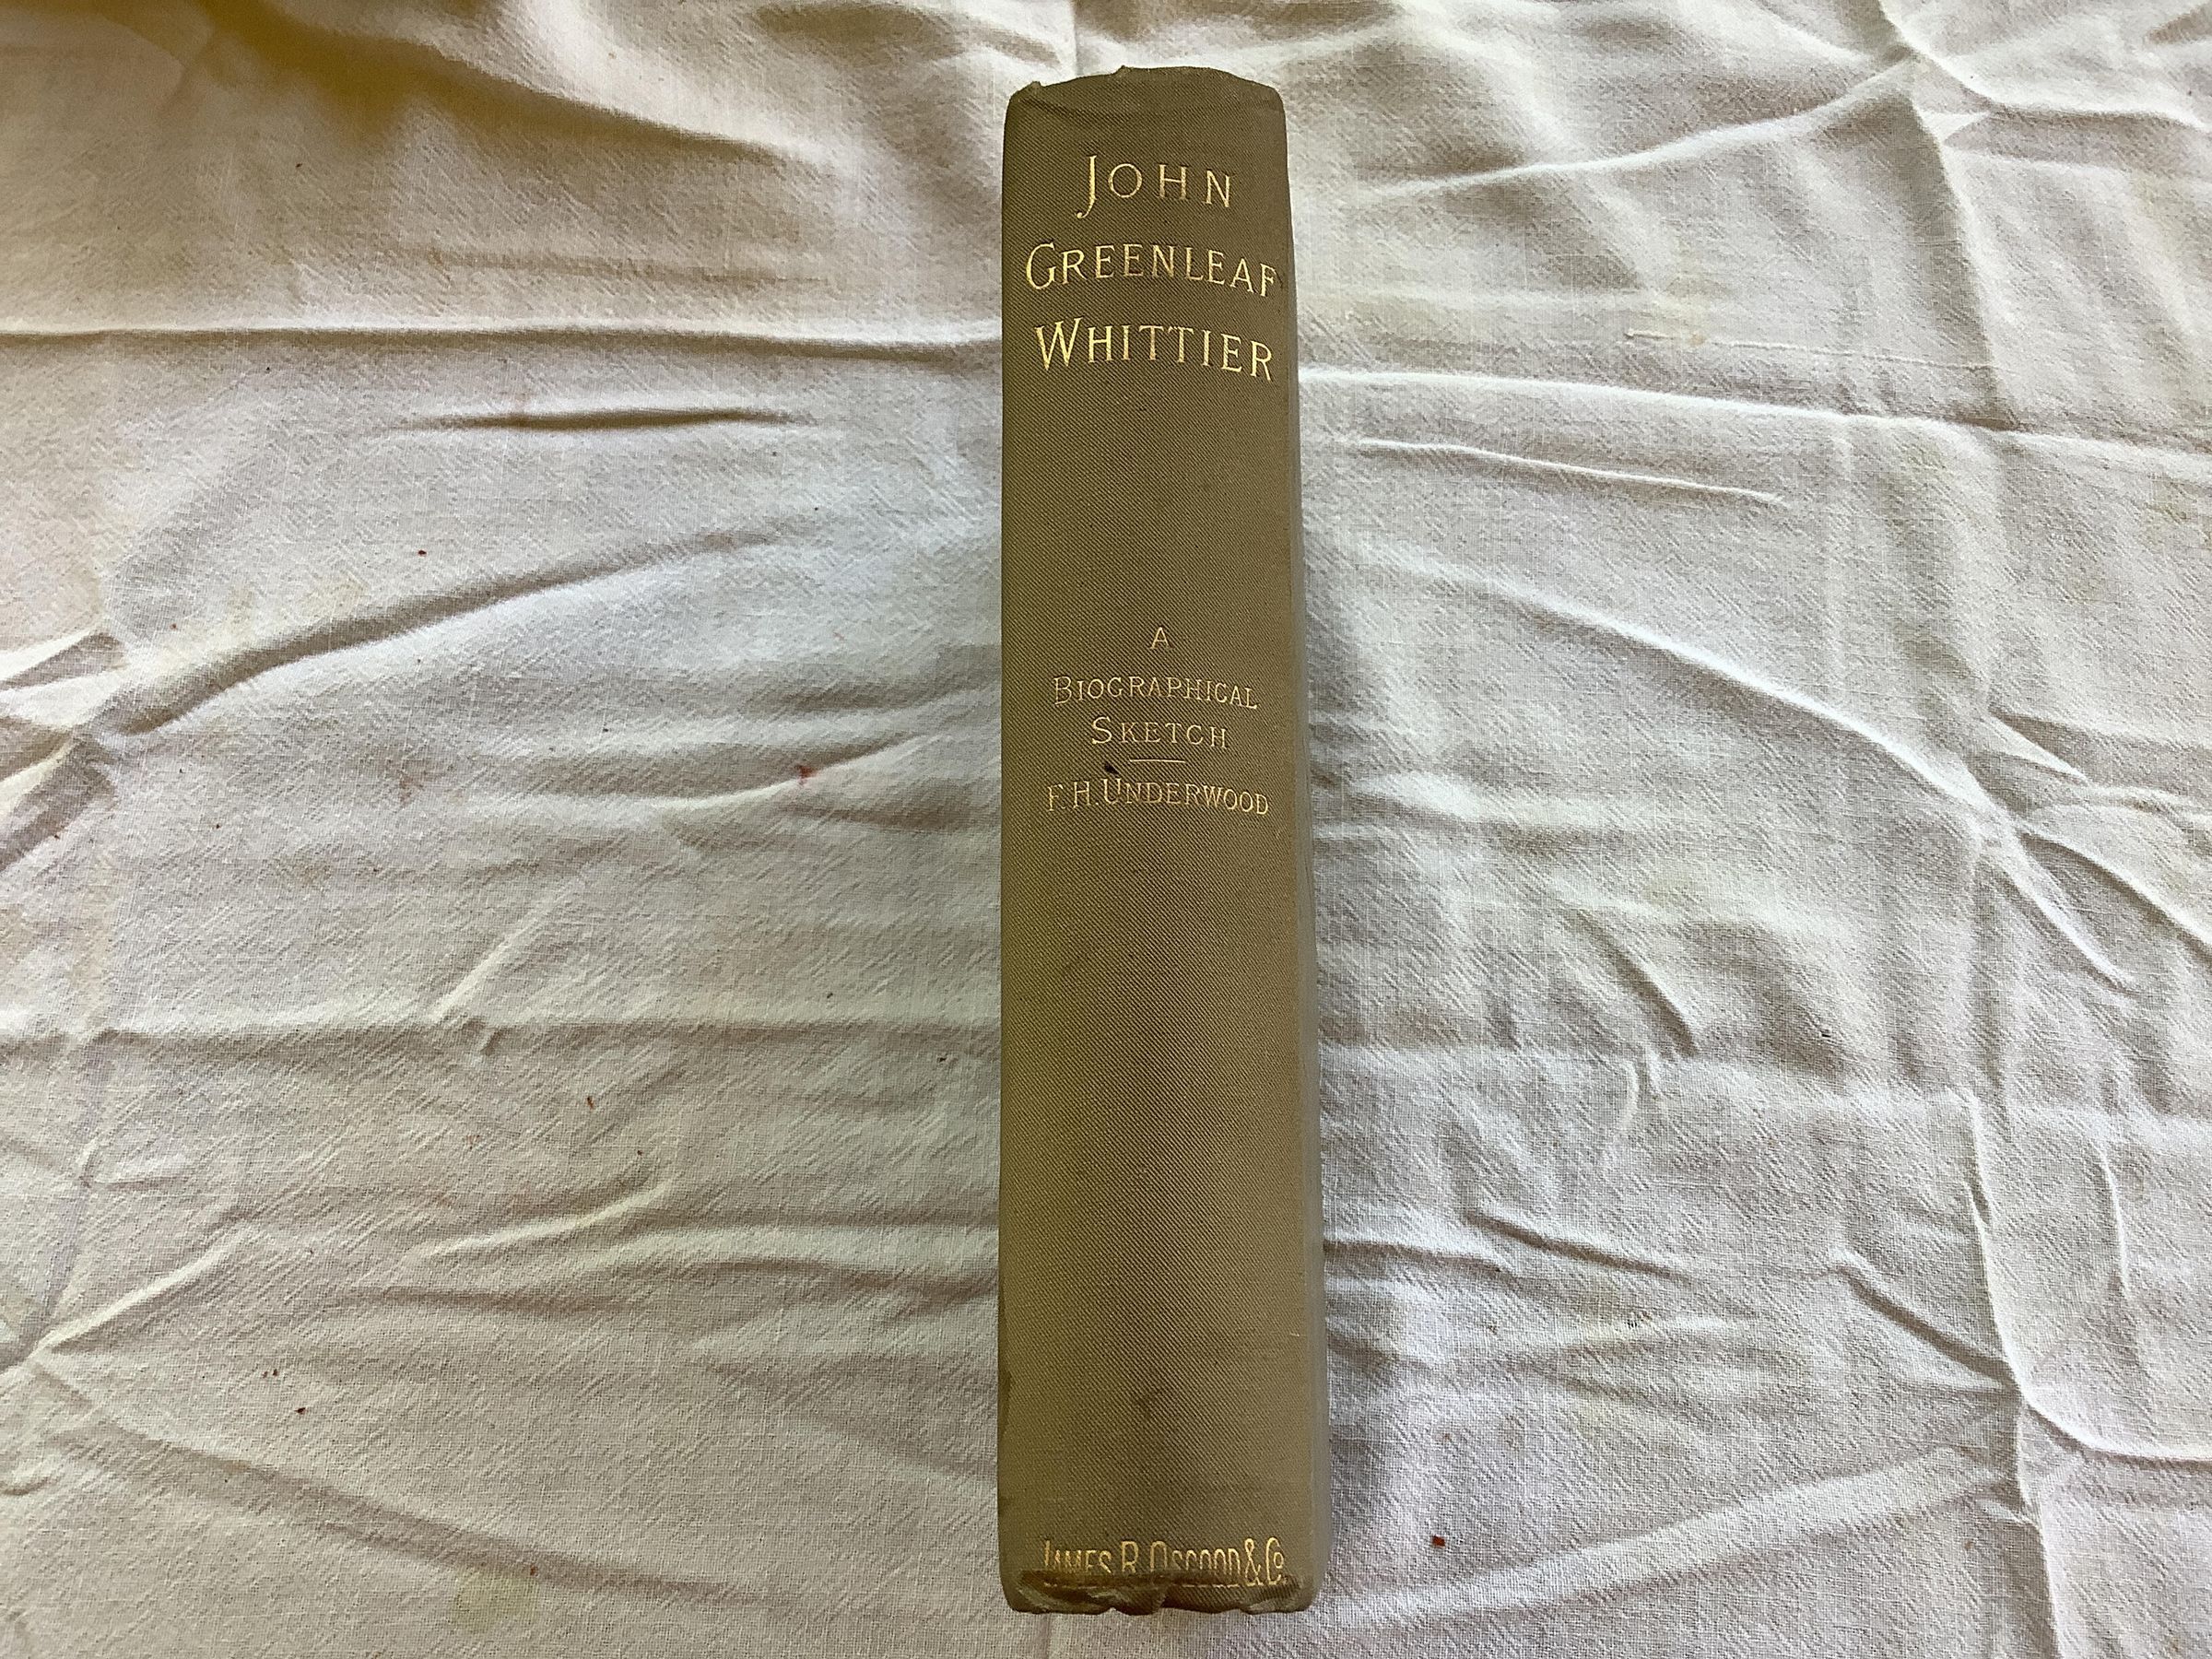 JOHN
GREENLEAF
WHITTIER
A
BIOGRAPHICAL
SKETCH
F.H. UNDERWOOD
JAMES R. OSGOOD & CO